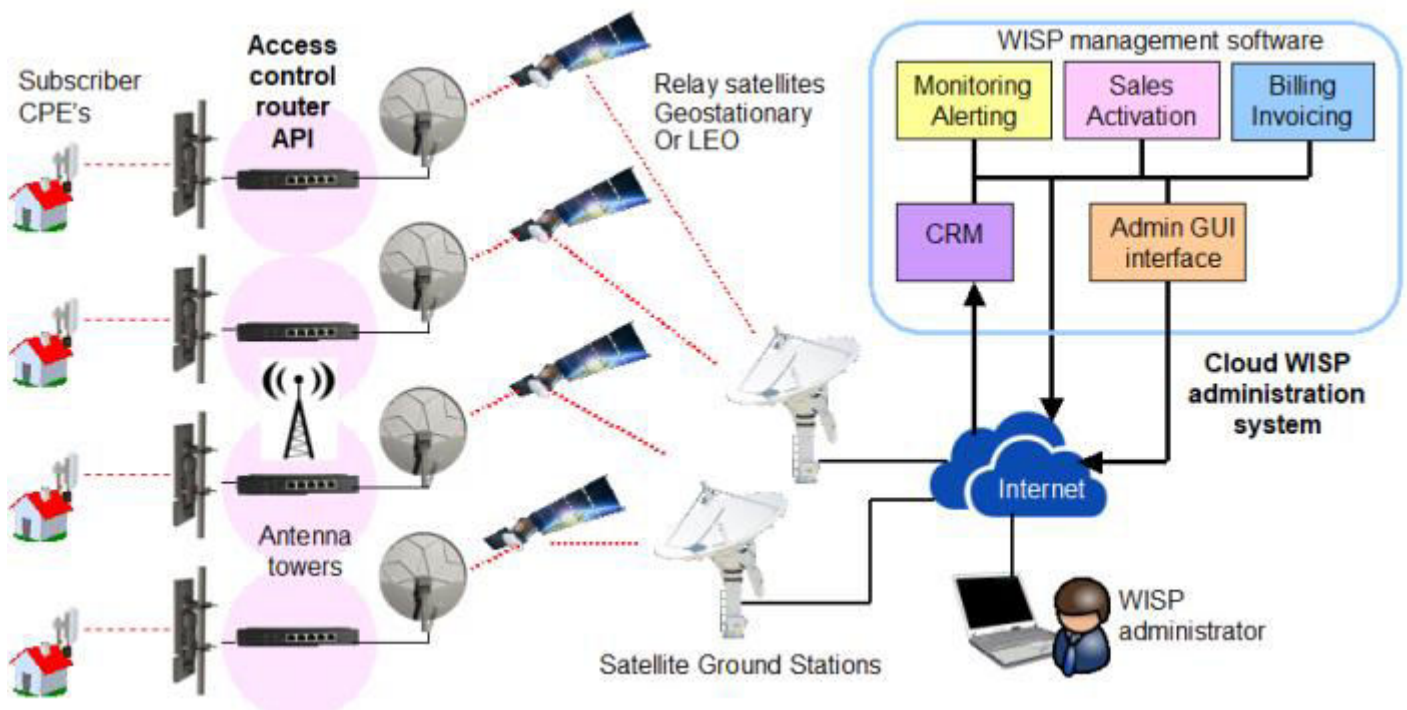 Subscriber
CPE's
Access
control
router
API
Relay satellites
Geostationary
Or LEO
WISP management software
Monitoring
Alerting
Sales
Activation
Billing
Invoicing
CRM
Admin GUI
interface
Cloud WISP
administration
system
Internet
Antenna
towers
WISP
administrator
Satellite Ground Stations